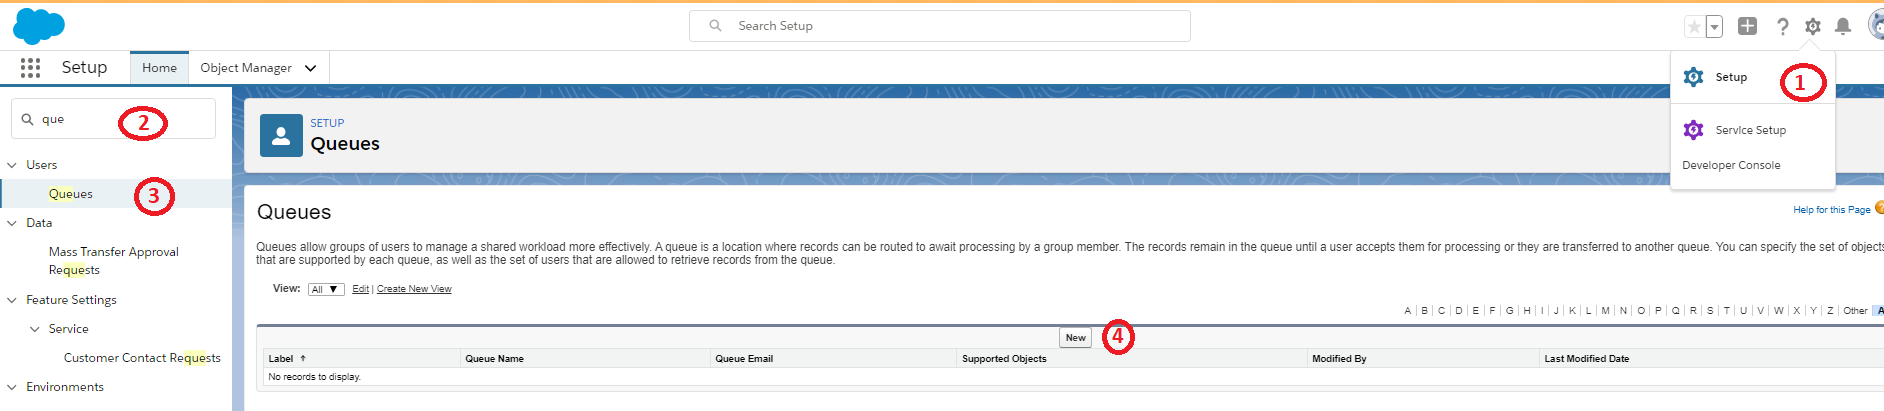 Search Setup
Setup
Home
Object Manager
Setup
1
Service Setup
Developer Console
que
2
Users
Queues
3
Data
Mass Transfer Approval
Requests
Feature Settings
Service
Customer Contact Requests
Environments
SETUP
Queues
Queues
Help for this Page ?
Queues allow groups of users to manage a shared workload more effectively. A queue is a location where records can be routed to await processing by a group member. The records remain in the queue until a user accepts them for processing or they are transferred to another queue. You can specify the set of objects
that are supported by each queue, as well as the set of users that are allowed to retrieve records from the queue.
View: All Edit | Create New View
A | B | C | D | E | F | G | H | I | J | K | L | M | N | O | P | Q | R | S | T | U | V | W | X | Y | Z | Other | A
New
4
Label Queue Name Queue Email Supported Objects Modified By Last Modified Date
No records to display.